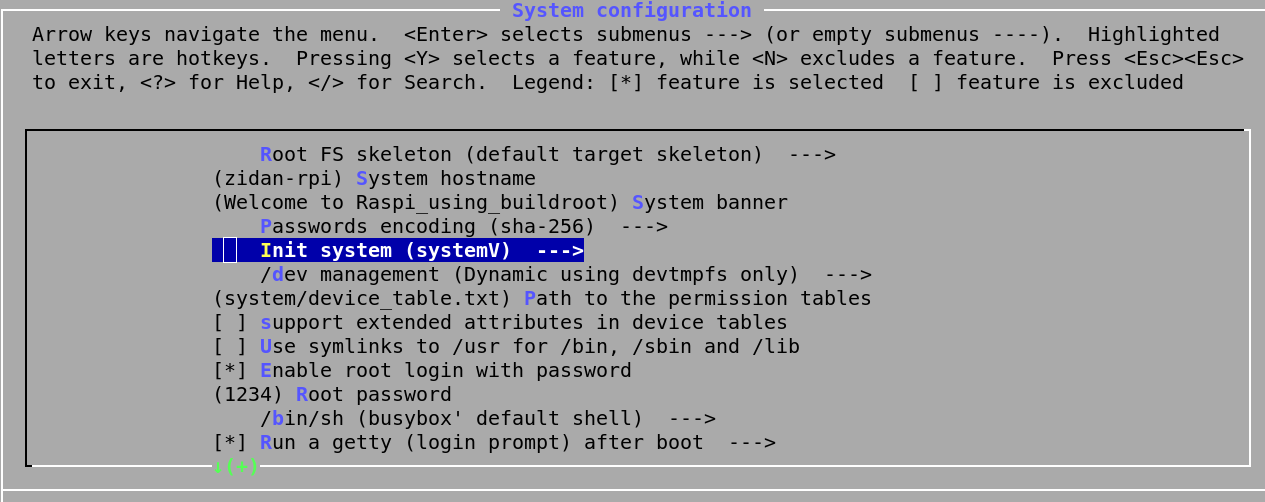 System configuration
Arrow keys navigate the menu.  <Enter> selects submenus ---> (or empty submenus ----).  Highlighted
letters are hotkeys.  Pressing <Y> selects a feature, while <N> excludes a feature.  Press <Esc><Esc>
to exit, <?> for Help, </> for Search.  Legend: [*] feature is selected  [ ] feature is excluded
Root FS skeleton (default target skeleton)  --->
(zidan-rpi) System hostname
(Welcome to Raspi_using_buildroot) System banner
Passwords encoding (sha-256)  --->
Init system (systemV)  --->
/dev management (Dynamic using devtmpfs only)  --->
(system/device_table.txt) Path to the permission tables
[ ] support extended attributes in device tables
[ ] Use symlinks to /usr for /bin, /sbin and /lib
[*] Enable root login with password
(1234) Root password
/bin/sh (busybox' default shell)  --->
[*] Run a getty (login prompt) after boot  --->
↓(+)